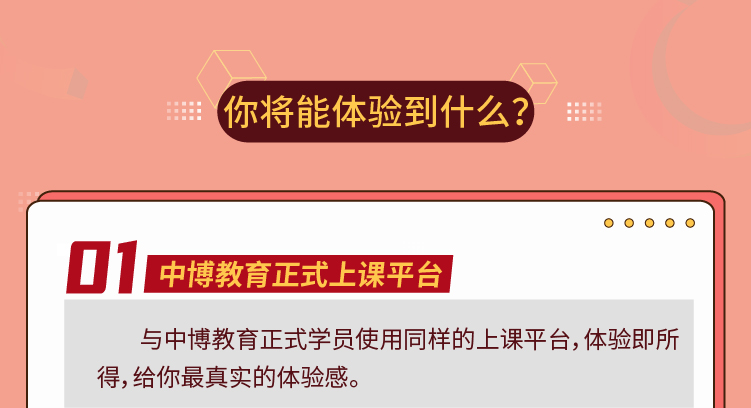 你将能体验到什么？
01 中博教育正式上课平台
与中博教育正式学员使用同样的上课平台，体验即所
得，给你最真实的体验感。